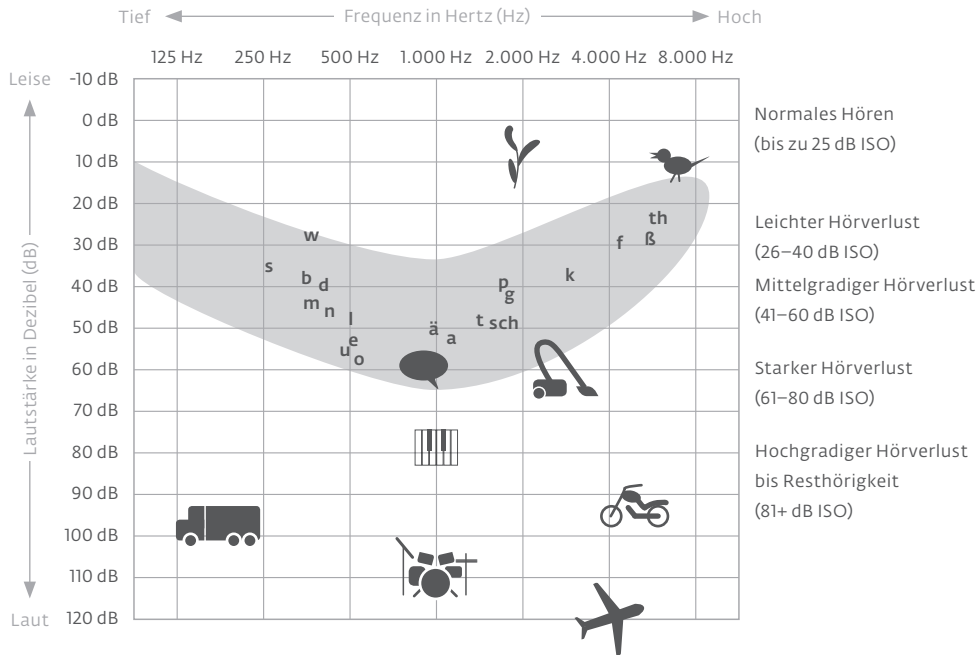 Tief Frequenz in Hertz (Hz) Hoch
125 Hz 250 Hz 500 Hz 1.000 Hz 2.000 Hz 4.000 Hz 8.000 Hz
Leise
Lautstärke in Dezibel (dB)
Laut
-10 dB
0 dB
10 dB
20 dB
30 dB
40 dB
50 dB
60 dB
70 dB
80 dB
90 dB
100 dB
110 dB
120 dB
th
w
f ß
s
b d
p
g
k
m n
l
t sch
ä
a
e
u o
Normales Hören
(bis zu 25 dB ISO)
Leichter Hörverlust
(26–40 dB ISO)
Mittelgradiger Hörverlust
(41–60 dB ISO)
Starker Hörverlust
(61–80 dB ISO)
Hochgradiger Hörverlust
bis Resthörigkeit
(81+ dB ISO)